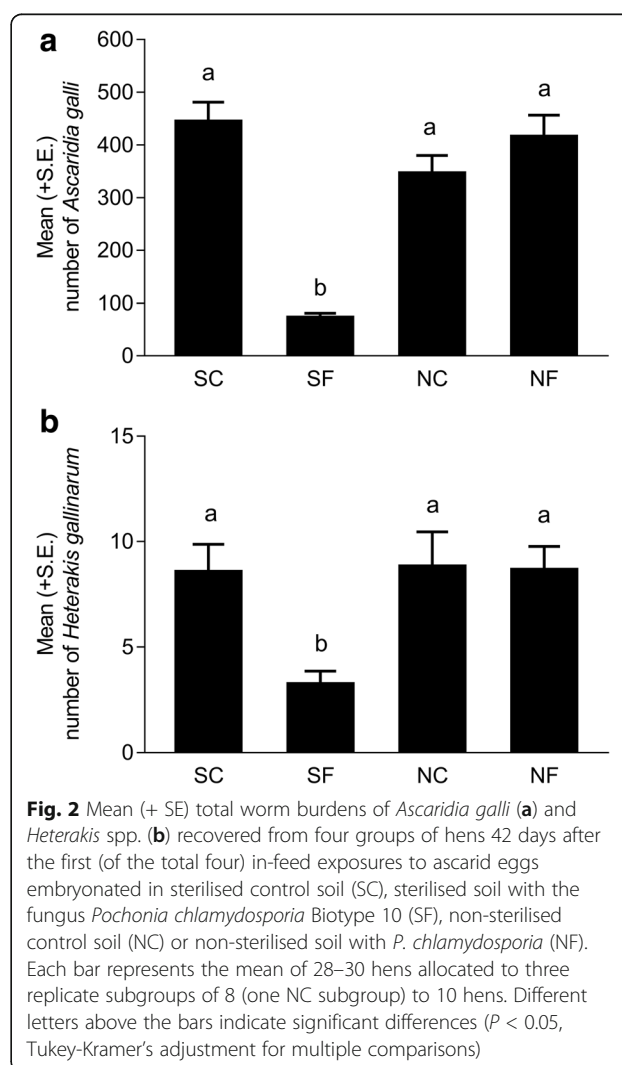 a
600
500
400
300
200
100
0
Mean (+S.E.)
number of Ascaridia galli
a
b
a
a
SC SF NC NF
b
15
10
5
0
Mean (+S.E.)
number of Heterakis gallinarum
a
b
a
a
SC SF NC NF
Fig. 2 Mean (+ SE) total worm burdens of Ascaridia galli (a) and
Heterakis spp. (b) recovered from four groups of hens 42 days after
the first (of the total four) in-feed exposures to ascarid eggs
embryonated in sterilised control soil (SC), sterilised soil with the
fungus Pochonia chlamydosporia Biotype 10 (SF), non-sterilised
control soil (NC) or non-sterilised soil with P. chlamydosporia (NF).
Each bar represents the mean of 28–30 hens allocated to three
replicate subgroups of 8 (one NC subgroup) to 10 hens. Different
letters above the bars indicate significant differences (P < 0.05,
Tukey-Kramer's adjustment for multiple comparisons)